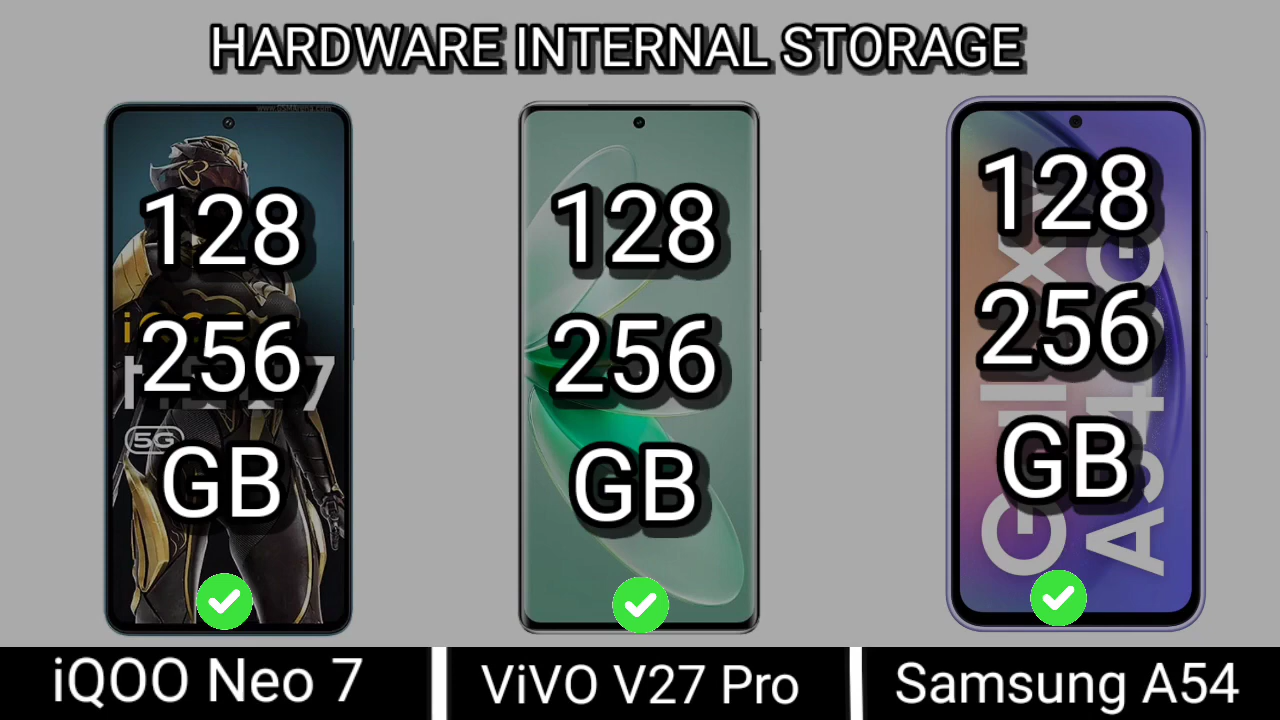 HARDWARE INTERNAL STORAGE
128
256
GB
5G
128
256
GB
128
256
GB
iQOO Neo 7
ViVO V27 Pro
Samsung A54